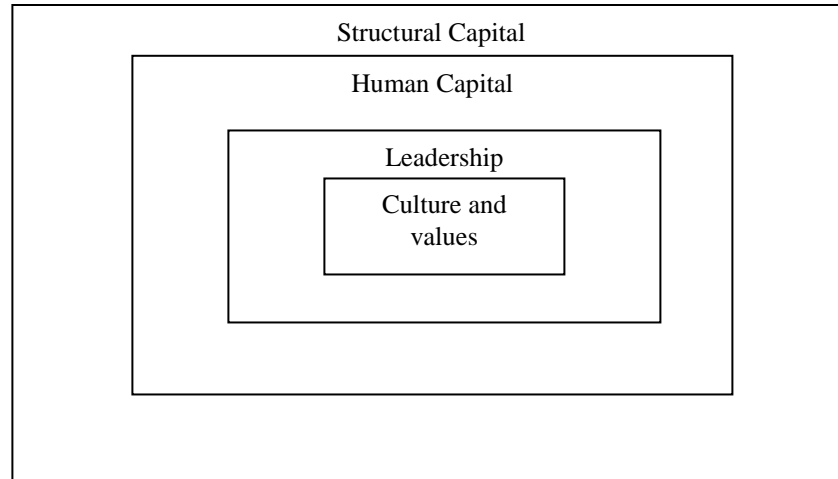 Structural Capital
Human Capital
Leadership
Culture and
values